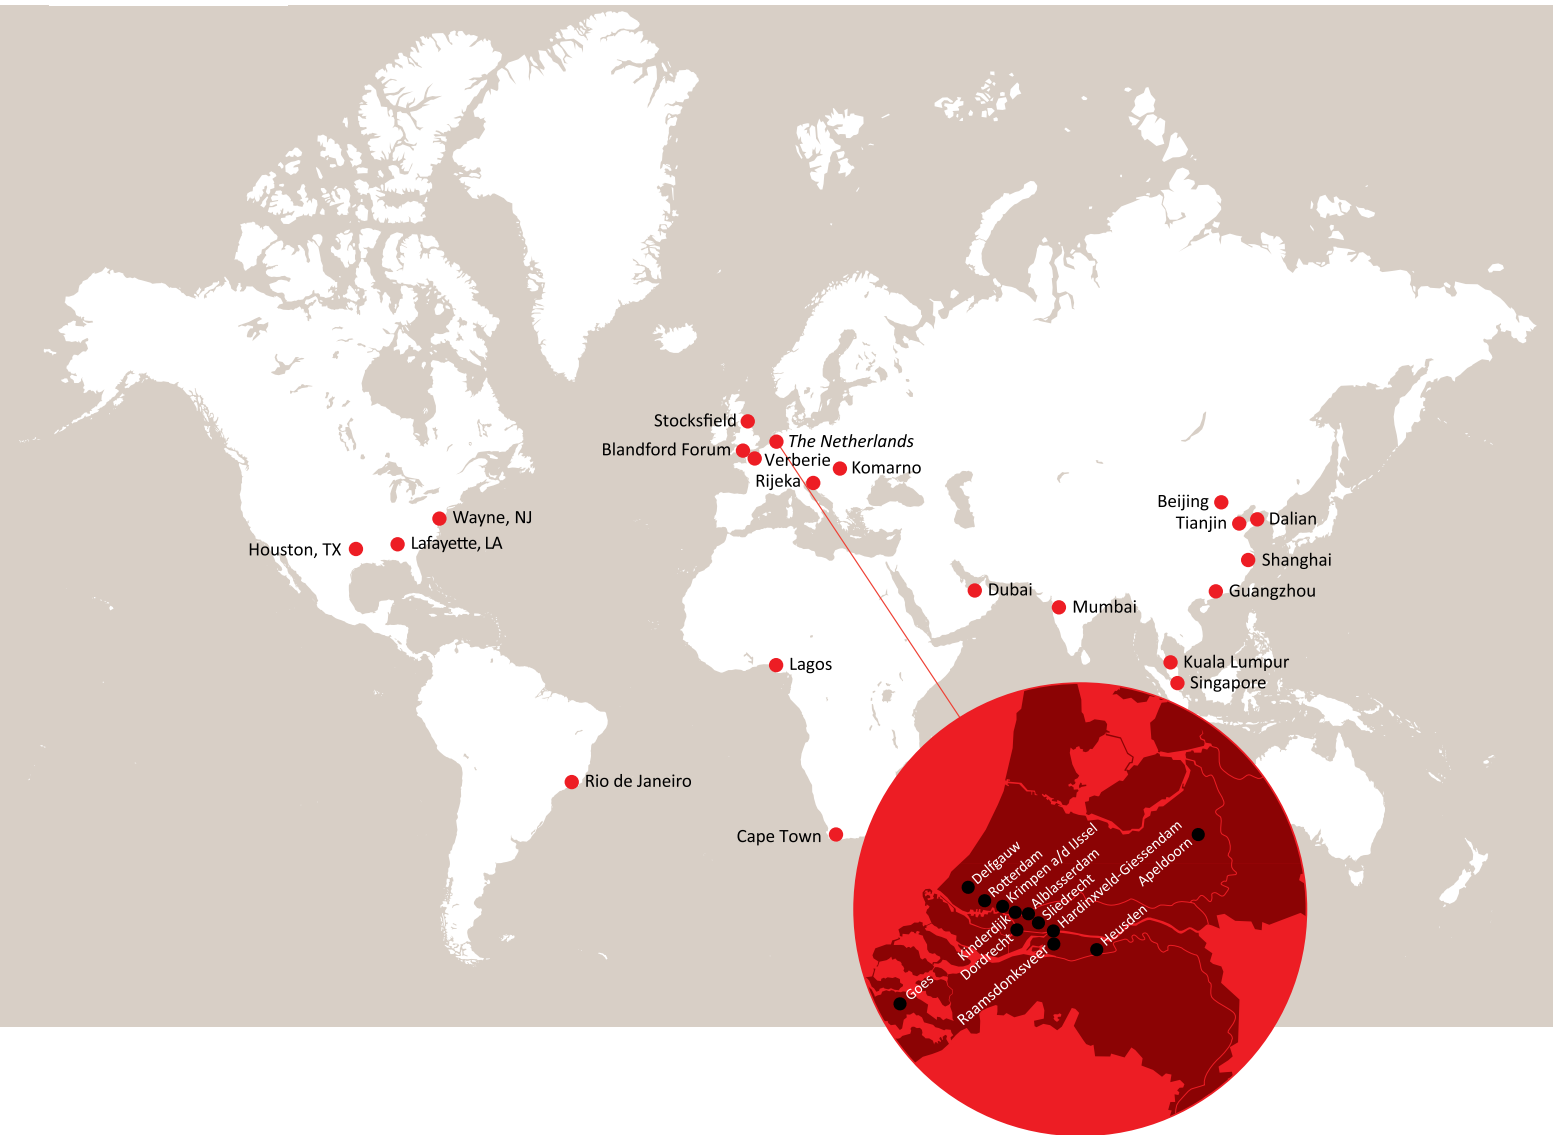 Stocksfield
The Netherlands
Blandford Forum
Verberie
Komarno
Rijeka
Beijing
Wayne, NJ
Tianjin
Dalian
Lafayette, LA
Houston, TX
Shanghai
Dubai
Guangzhou
Mumbai
Kuala Lumpur
Lagos
Singapore
Rio de Janeiro
Cape Town
Delfgauw
Rotterdam
Krimpen a/d IJssel
Alblasserdam
Sliedrecht
Hardinxveld-Giessendam
Apeldoorn
Kinderdijk
Dordrecht
Raamsdonksveer
Heusden
Goes